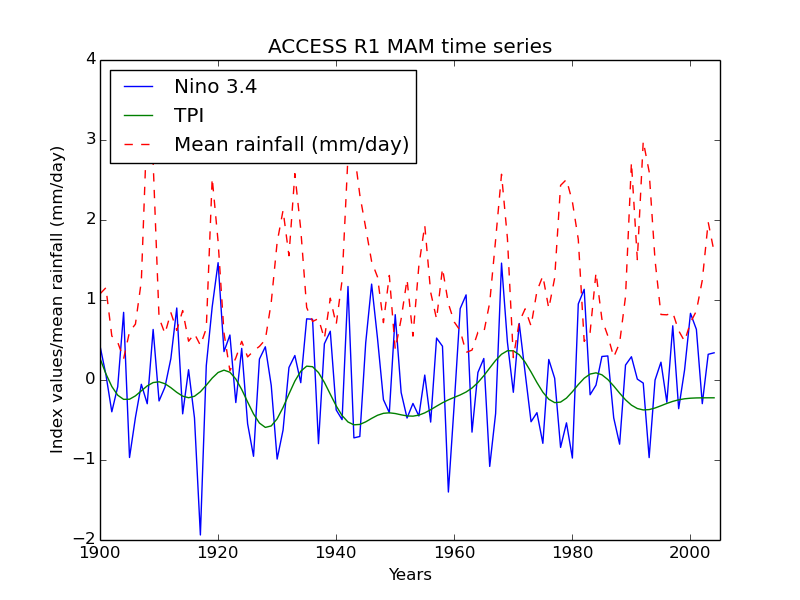 ACCESS R1 MAM time series
4
3
2
1
0
−1
−2
Index values/mean rainfall (mm/day)
Nino 3.4
TPI
Mean rainfall (mm/day)
1900 1920 1940 1960 1980 2000
Years